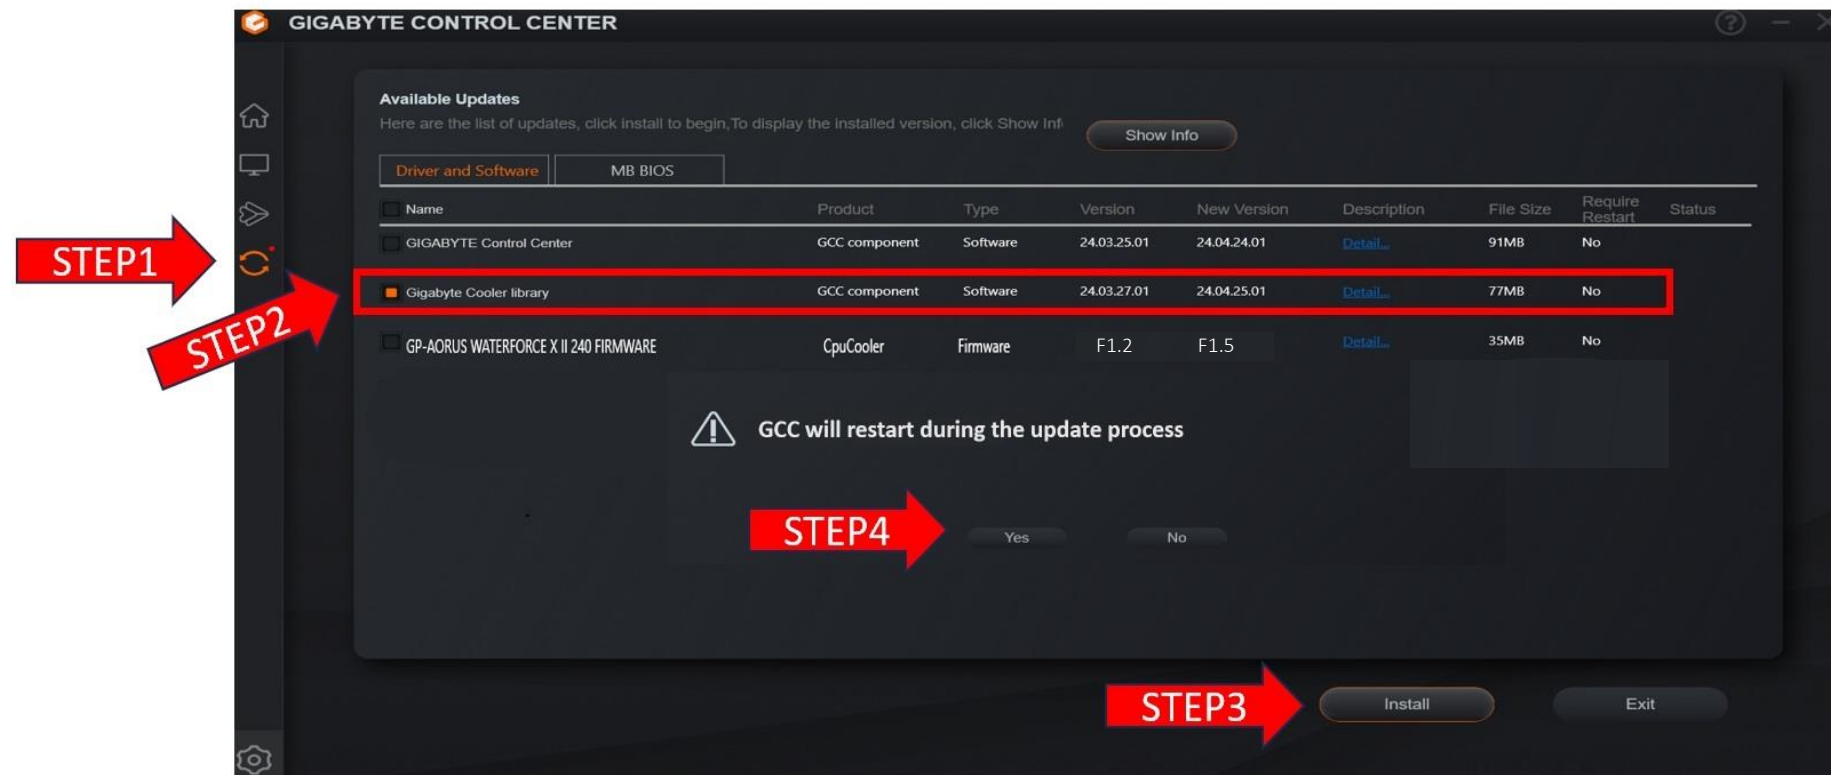 GIGABYTE CONTROL CENTER
Available Updates
Here are the list of updates, click install to begin,To display the installed version, click Show Inf
Show Info
Driver and Software MB BIOS
Name Product Type Version New Version Description File Size Require Restart Status
GIGABYTE Control Center GCC component Software 24.03.25.01 24.04.24.01 Detail... 91MB No
STEP1
Gigabyte Cooler library GCC component Software 24.03.27.01 24.04.25.01 Detail... 77MB No
STEP2
GP-AORUS WATERFORCE X II 240 FIRMWARE CpuCooler Firmware F1.2 F1.5 Detail... 35MB No
GCC will restart during the update process
STEP4
Yes No
STEP3
Install Exit